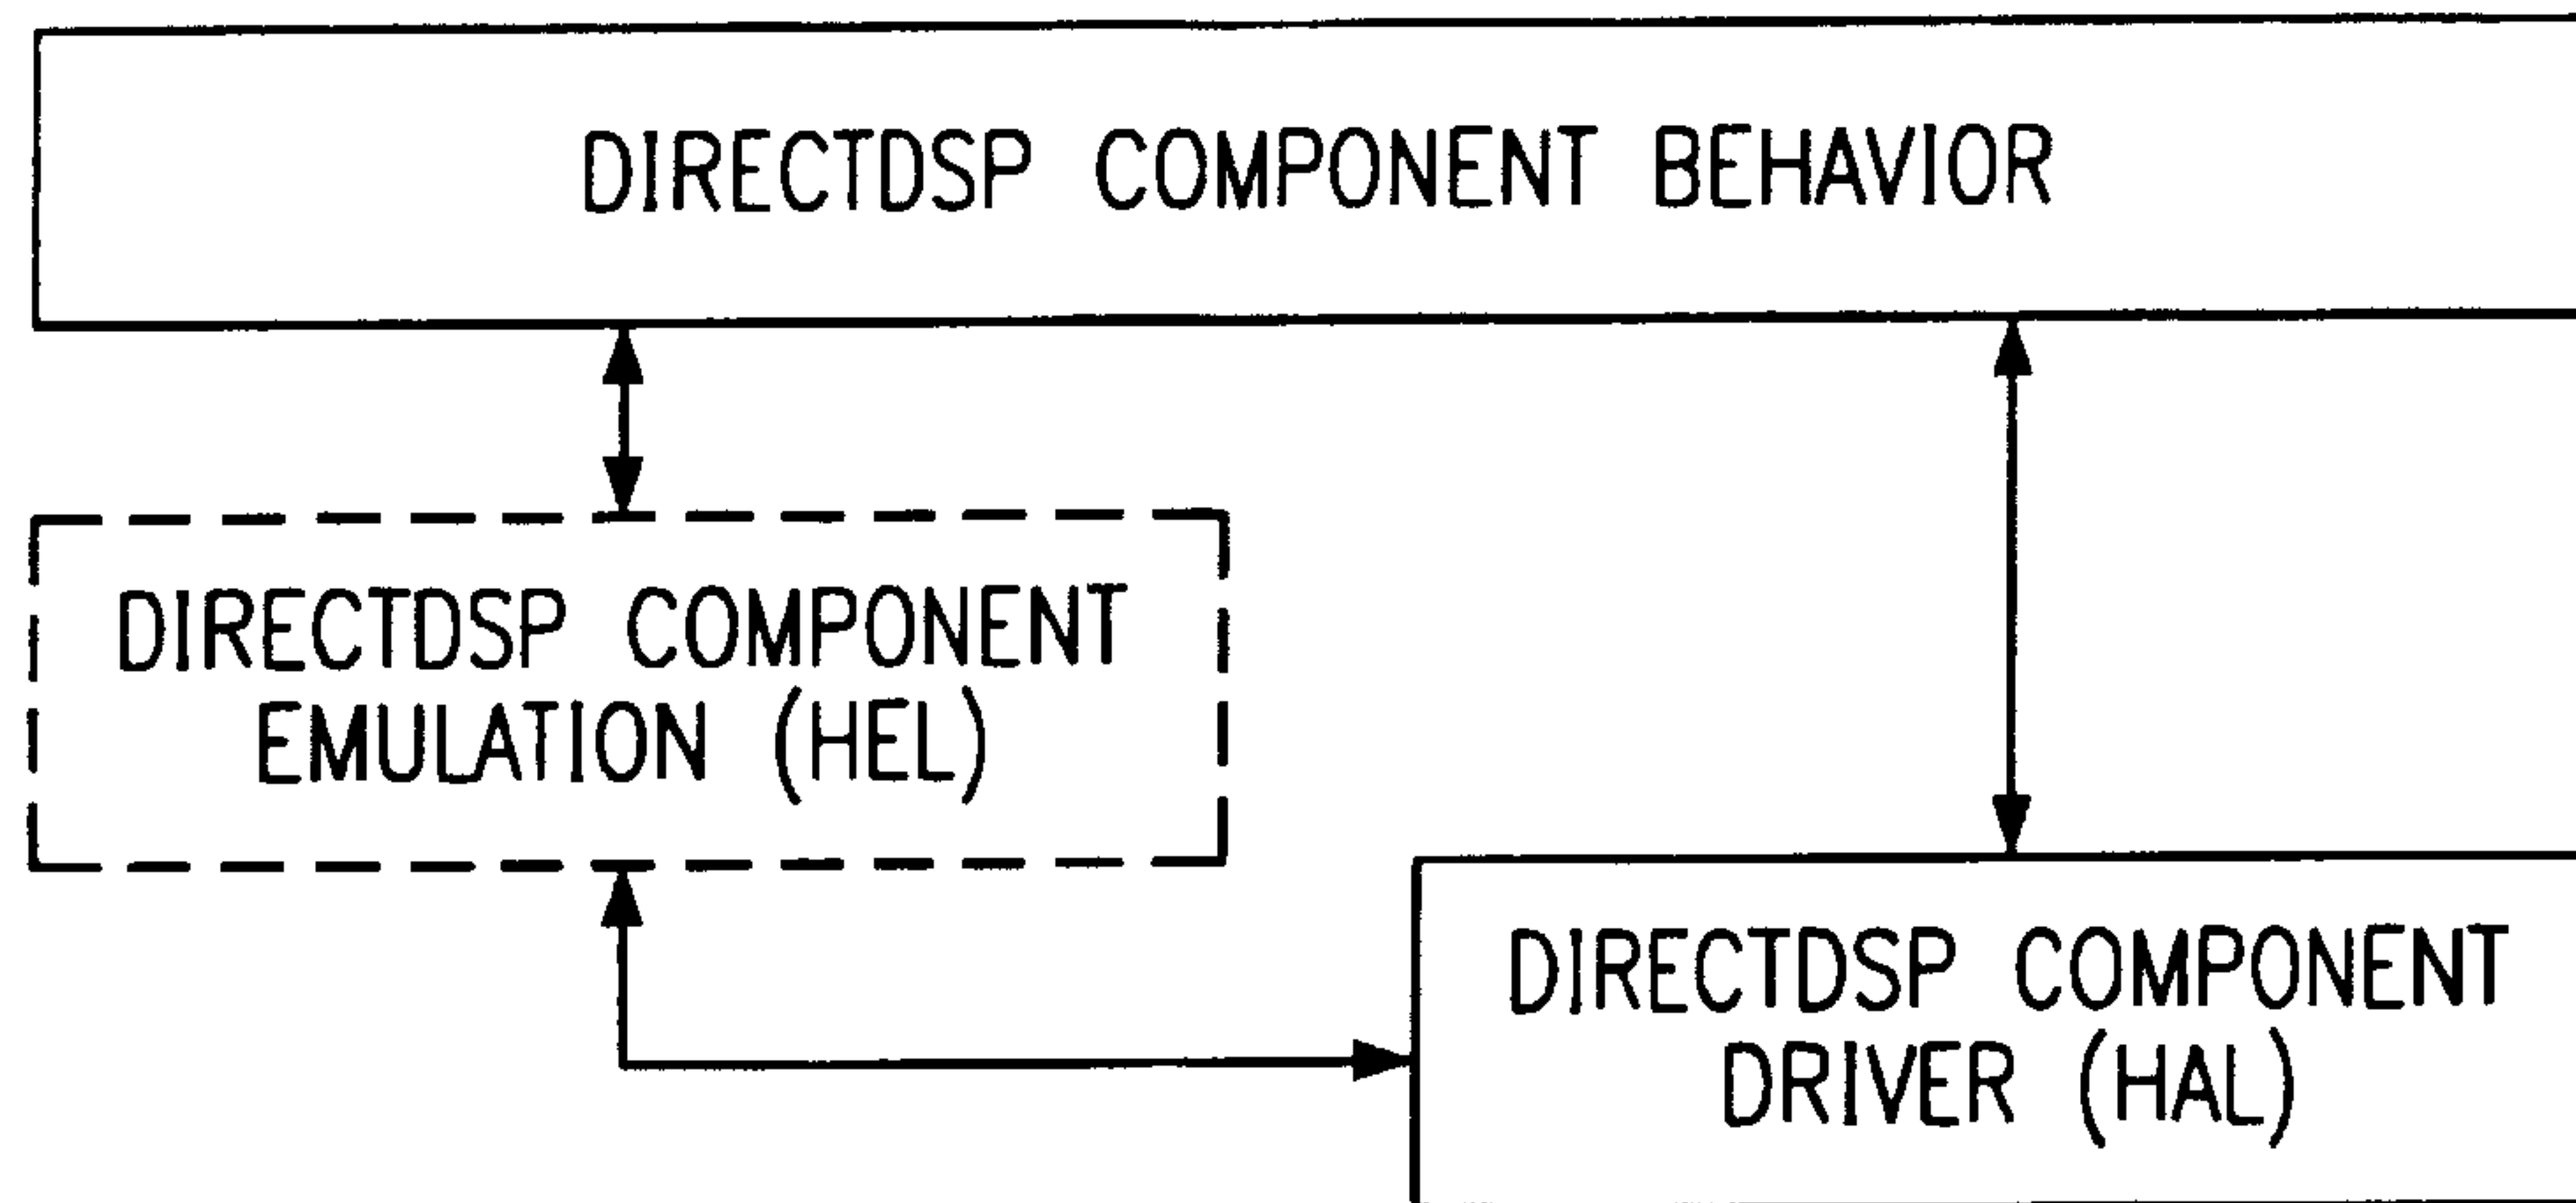 DIRECTDSP COMPONENT BEHAVIOR
DIRECTDSP COMPONENT
EMULATION (HEL)
DIRECTDSP COMPONENT
DRIVER (HAL)